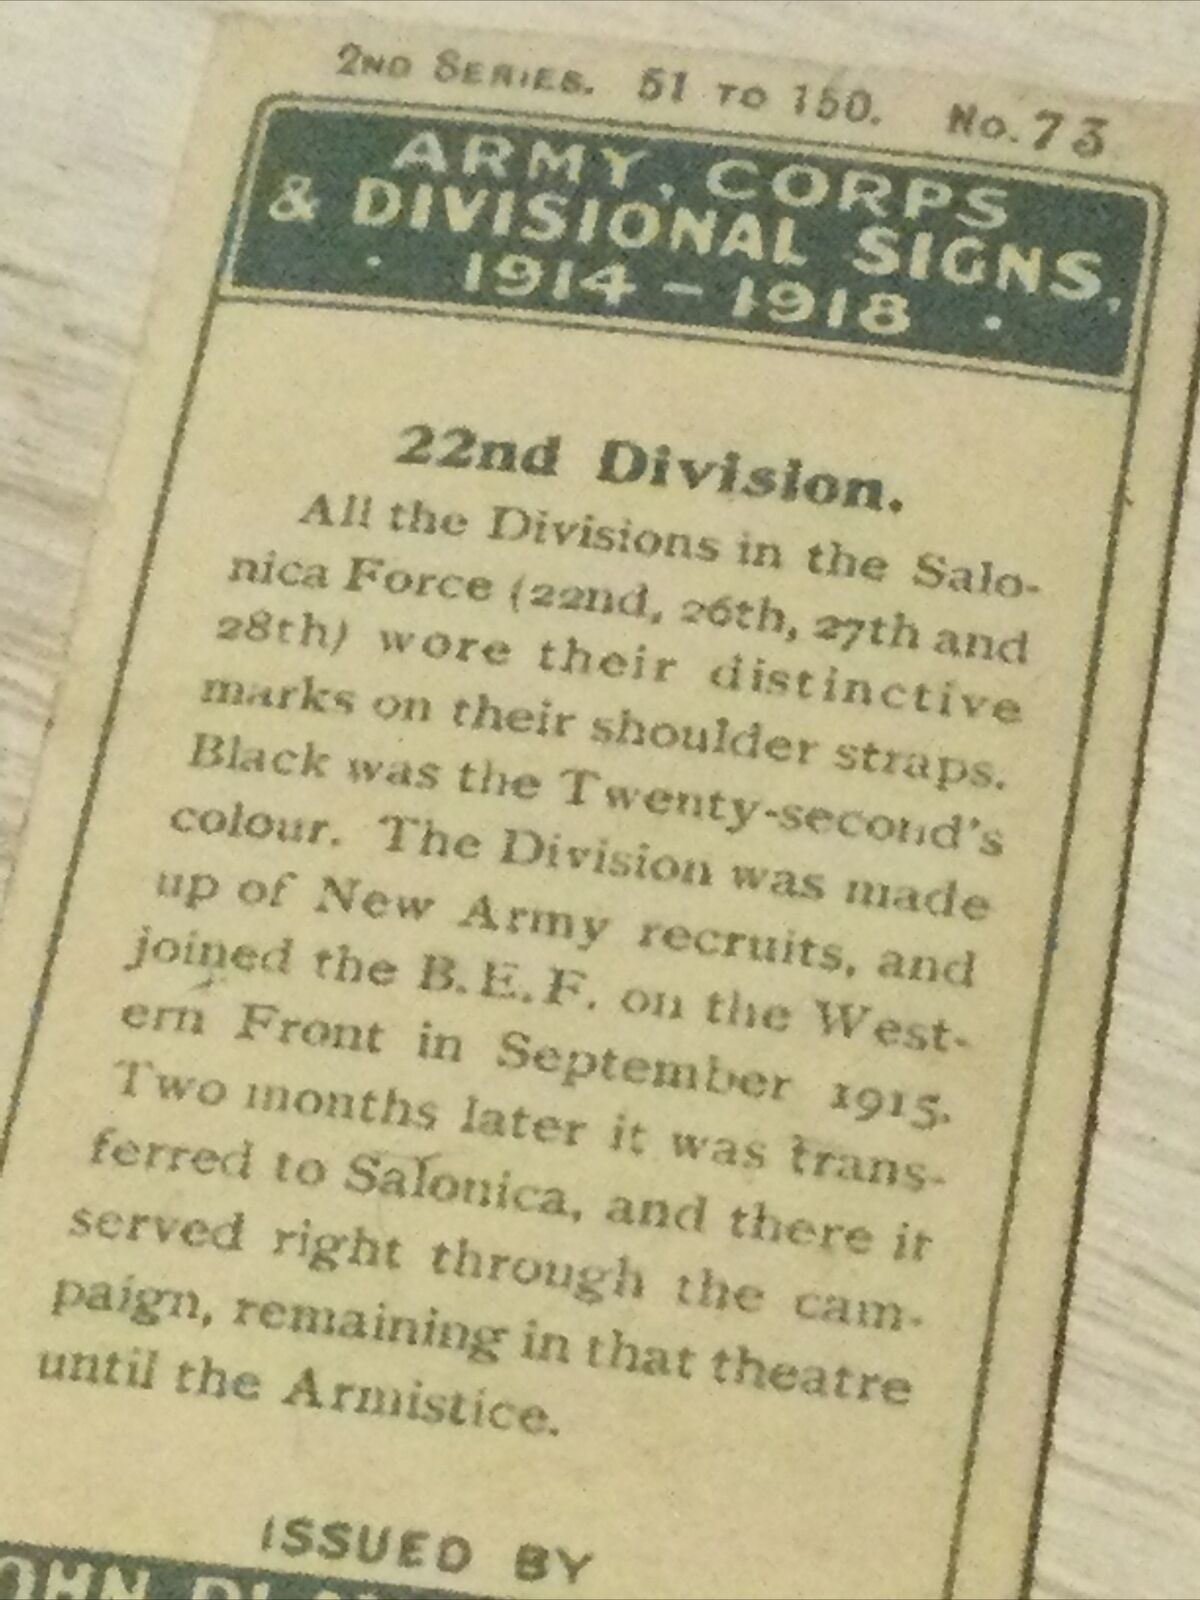 2ND SERIES. 51 TO 150. No. 73
ARMY, CORPS
& DIVISIONAL SIGNS,
· 1914 – 1918 ·
22nd Division.
All the Divisions in the Salo-
nica Force (22nd, 26th, 27th and
28th) wore their distinctive
marks on their shoulder straps.
Black was the Twenty-second's
colour. The Division was made
up of New Army recruits, and
joined the B.E.F. on the West-
ern Front in September 1915.
Two months later it was trans-
ferred to Salonica, and there it
served right through the cam-
paign, remaining in that theatre
until the Armistice.
ISSUED BY
OHN